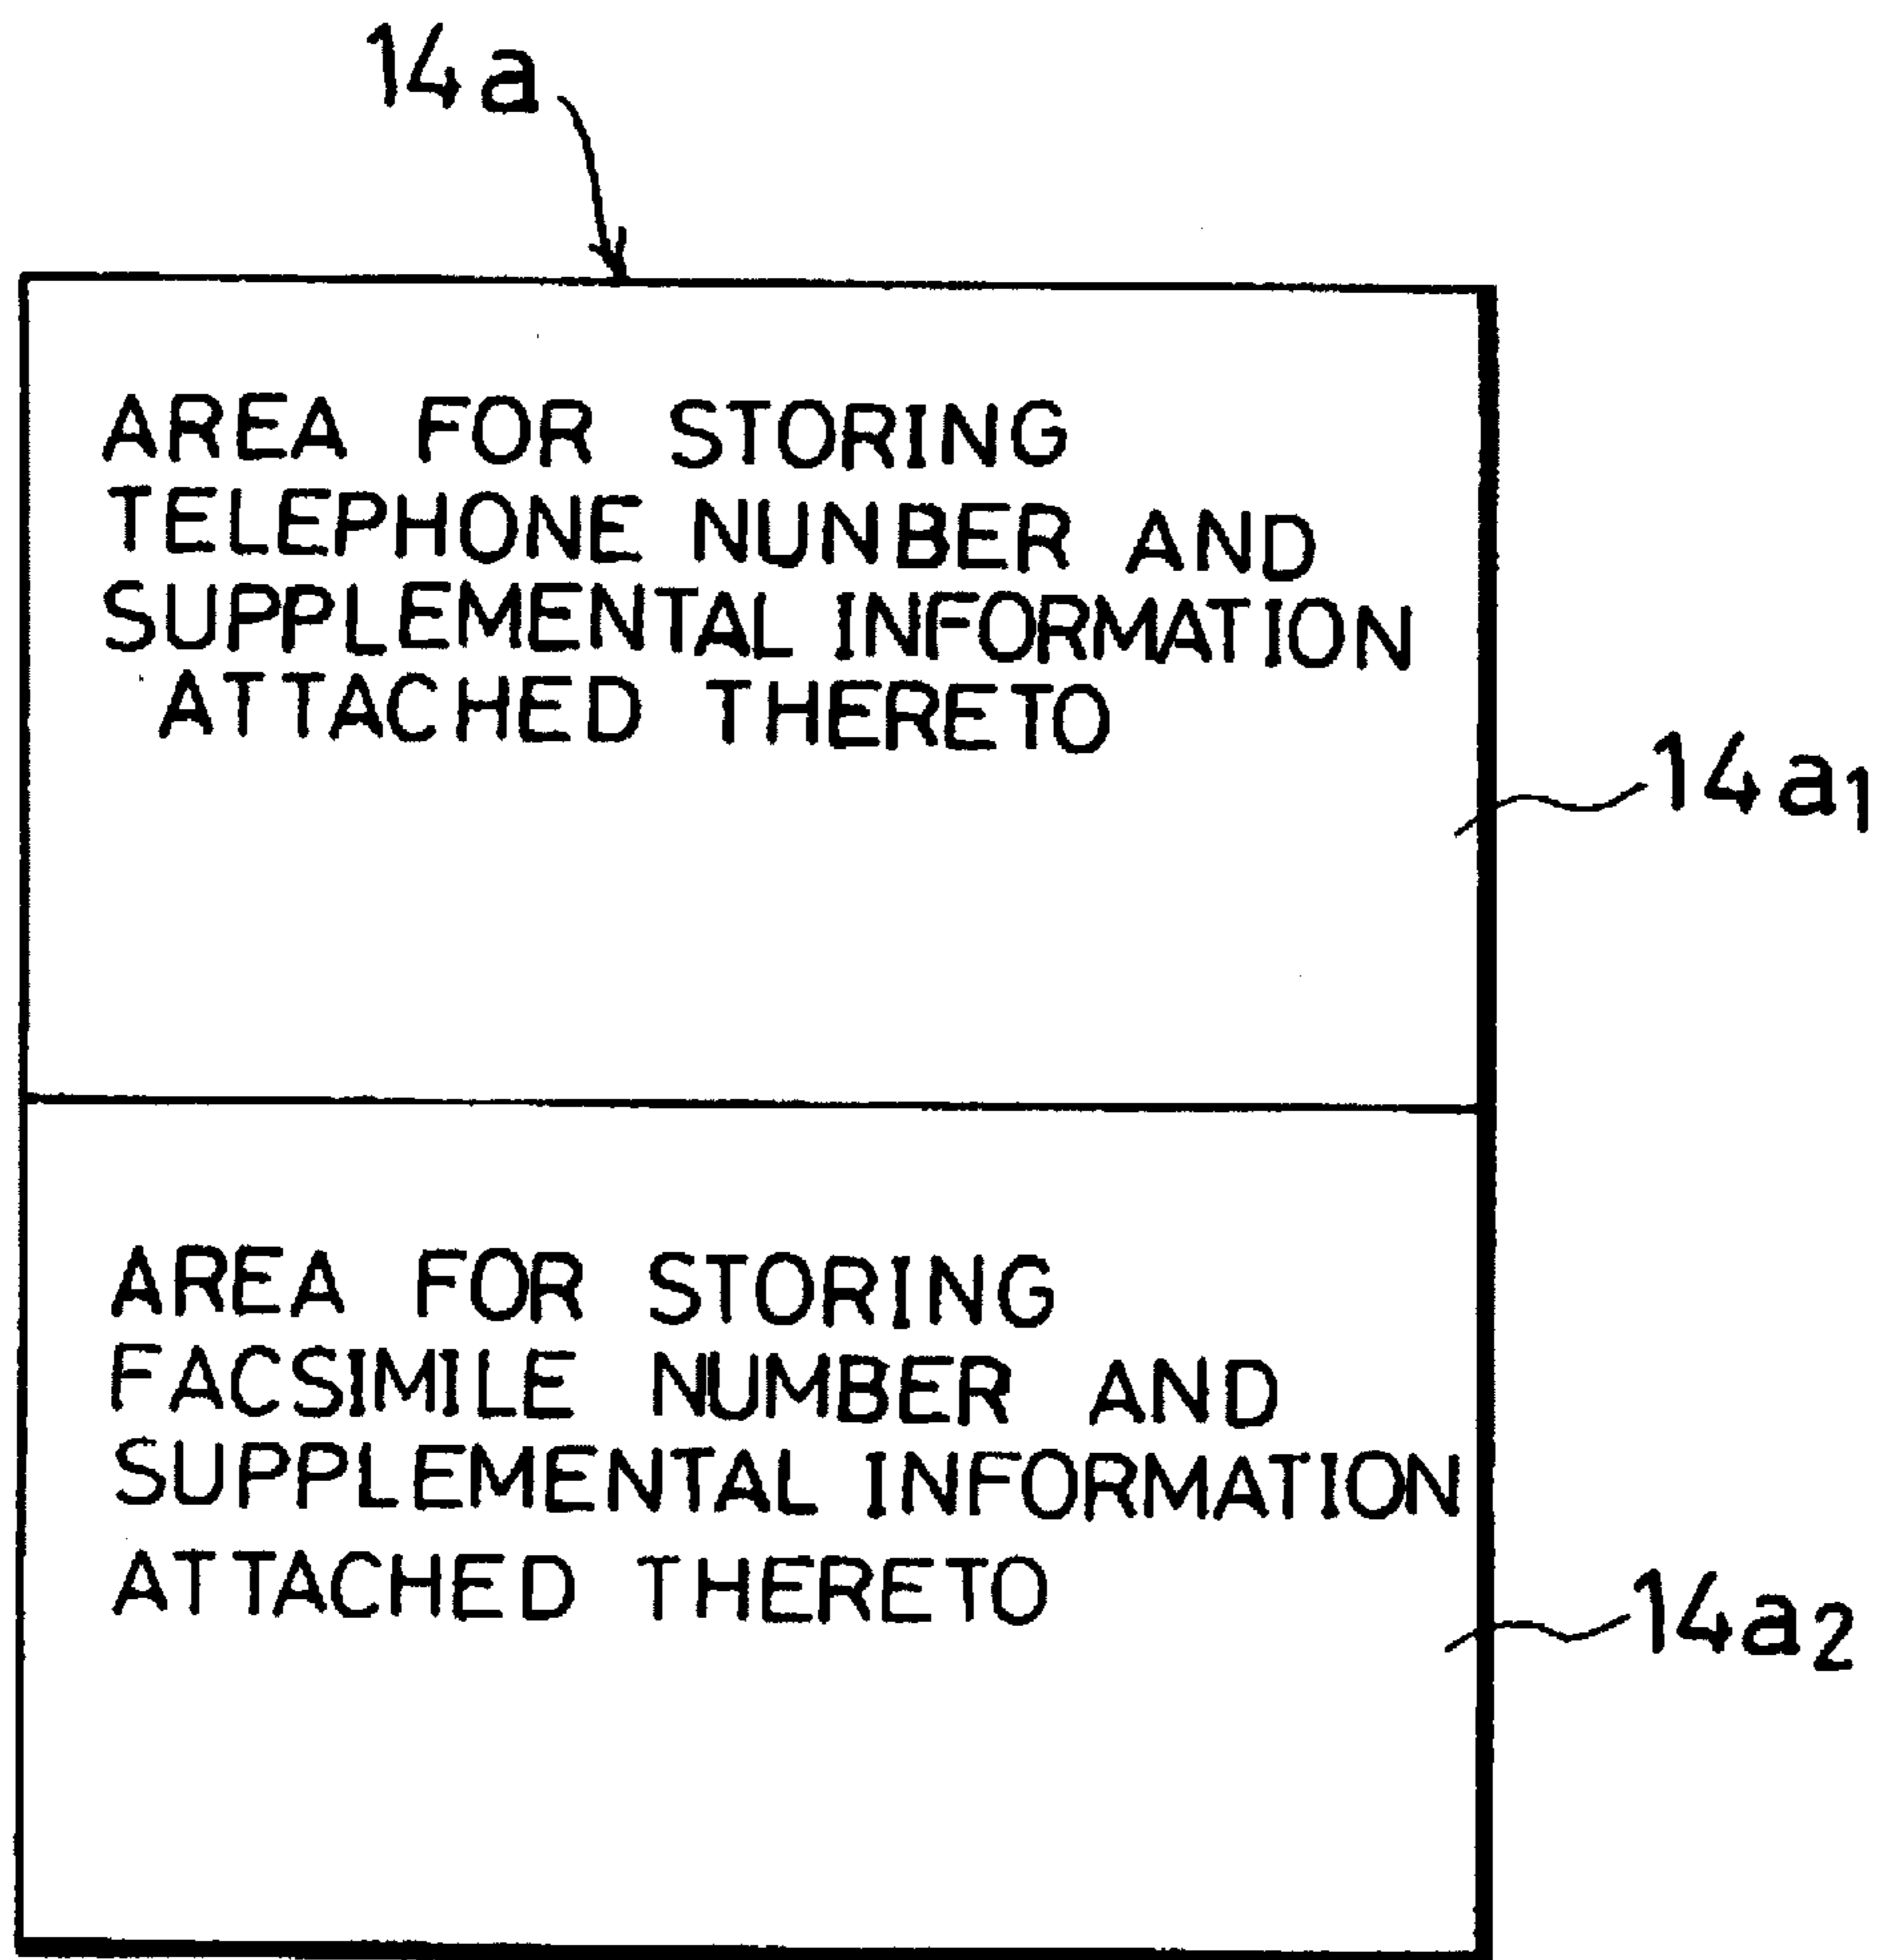 14a
AREA FOR STORING
TELEPHONE NUNBER AND
SUPPLEMENTAL INFORMATION
ATTACHED THERETO
14a1
AREA FOR STORING
FACSIMILE NUMBER AND
SUPPLEMENTAL INFORMATION
ATTACHED THERETO
14a2